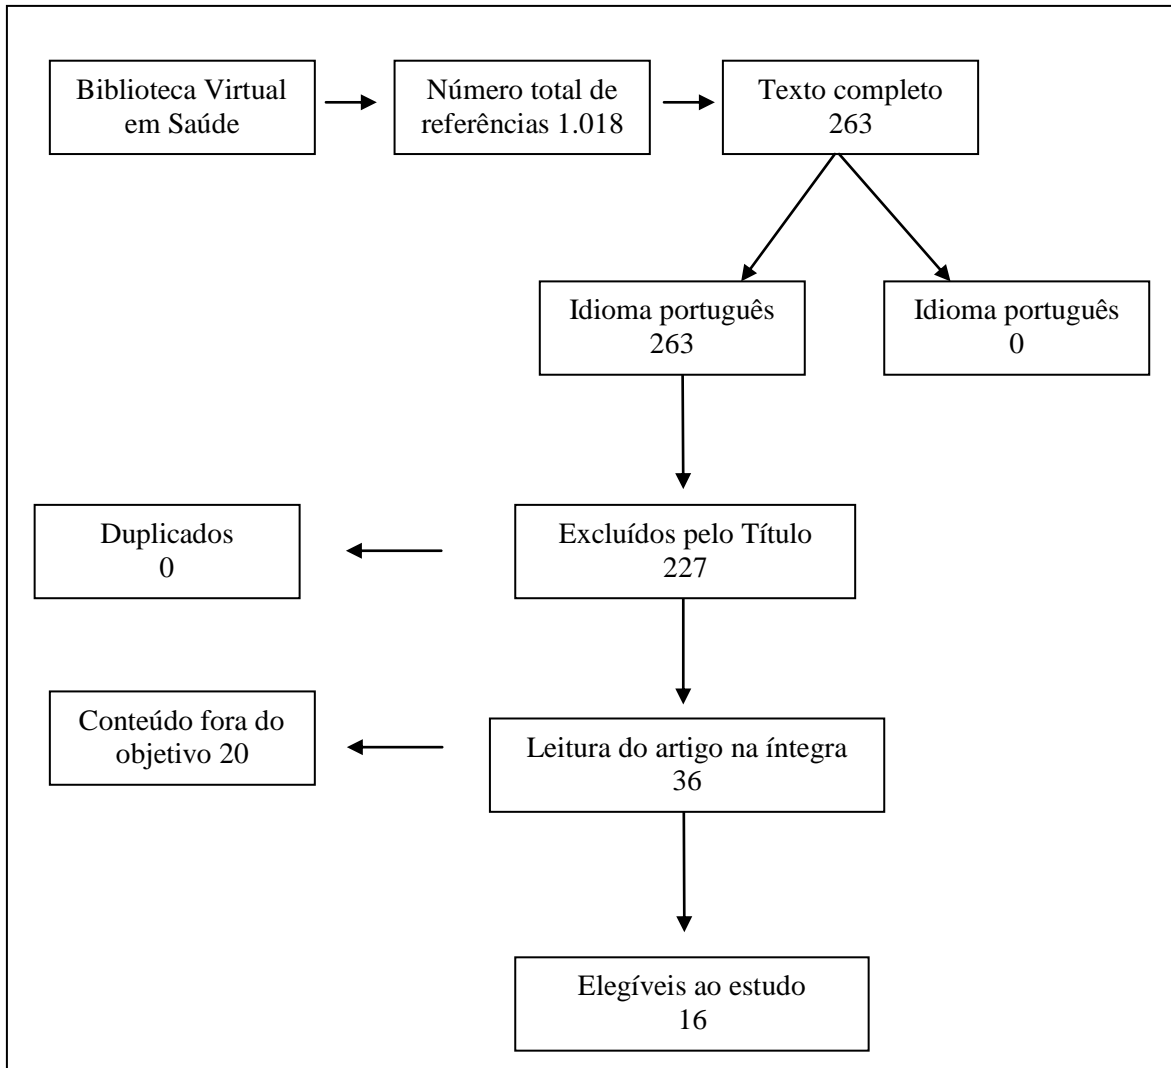 Biblioteca Virtual
em Saúde
Número total de
referências 1.018
Texto completo
263
Idioma português
263
Idioma português
0
Duplicados
0
Excluídos pelo Título
227
Conteúdo fora do
objetivo 20
Leitura do artigo na íntegra
36
Elegíveis ao estudo
16